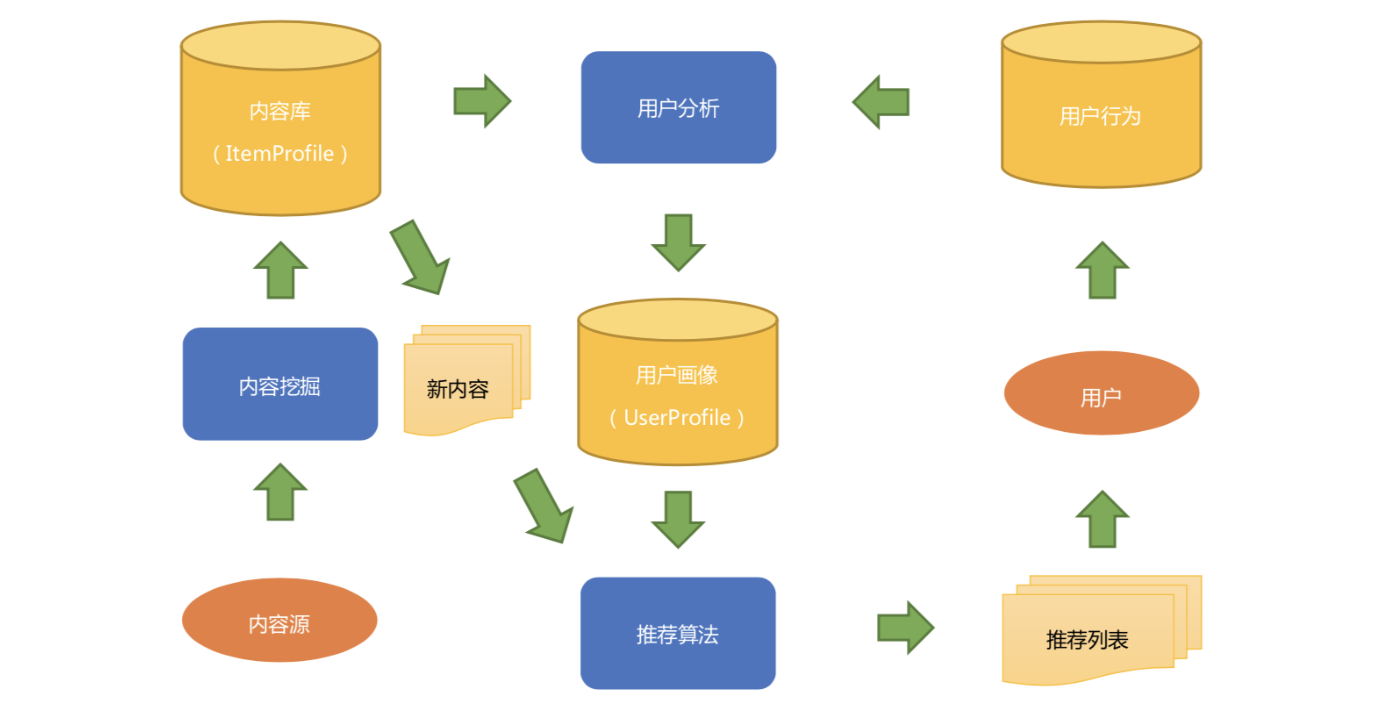 内容库
（ItemProfile）
用户分析
用户行为
内容挖掘
新内容
用户画像
（UserProfile）
用户
内容源
推荐算法
推荐列表